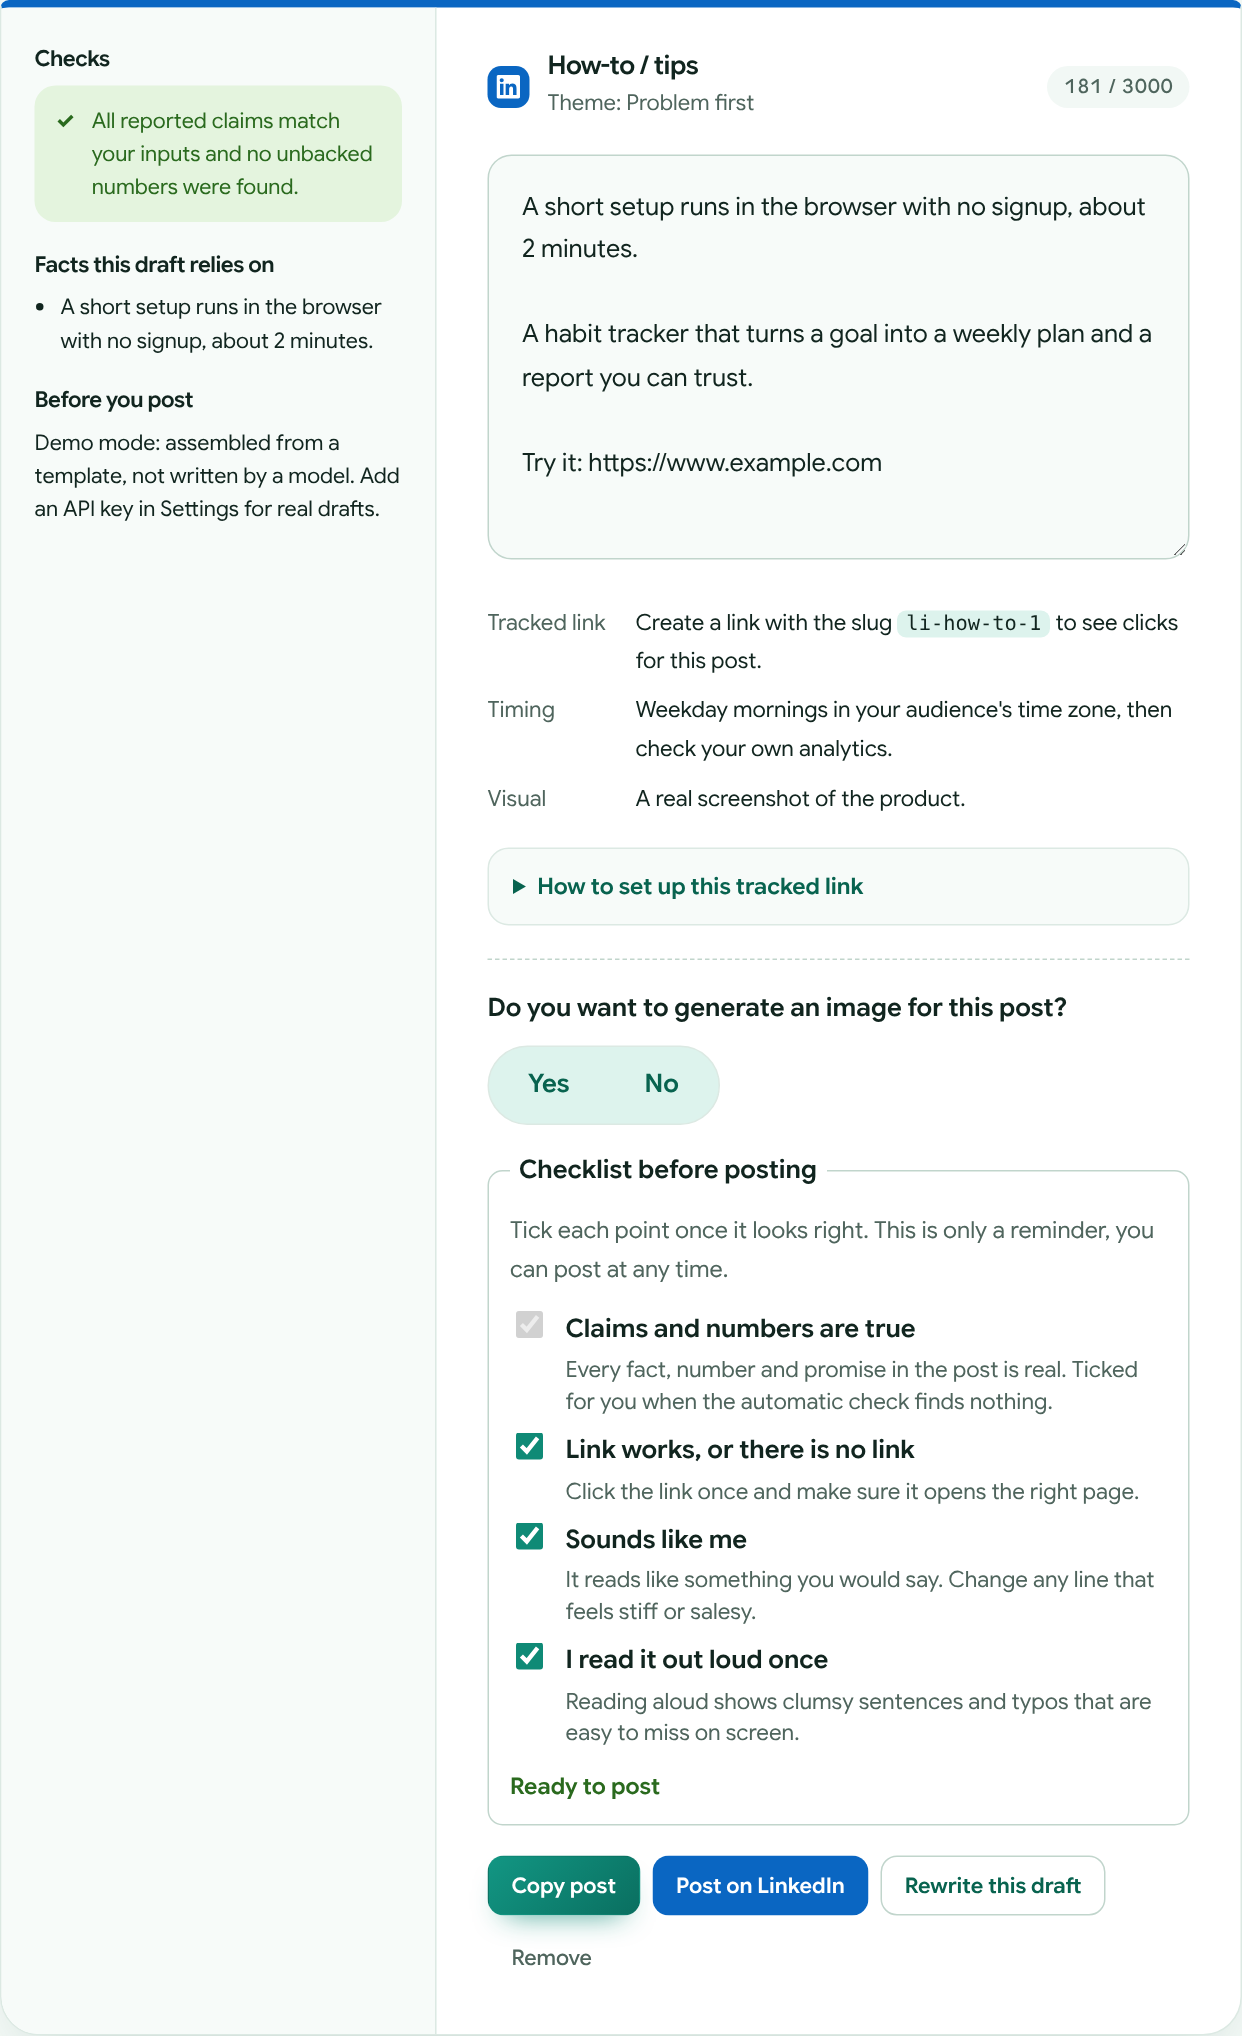 Checks
✓ All reported claims match
your inputs and no unbacked
numbers were found.
Facts this draft relies on
• A short setup runs in the browser
with no signup, about 2 minutes.
Before you post
Demo mode: assembled from a
template, not written by a model. Add
an API key in Settings for real drafts.
in
How-to / tips
Theme: Problem first
181 / 3000
A short setup runs in the browser with no signup, about
2 minutes.
A habit tracker that turns a goal into a weekly plan and a
report you can trust.
Try it: https://www.example.com
Tracked link
Create a link with the slug li-how-to-1 to see clicks
for this post.
Timing
Weekday mornings in your audience's time zone, then
check your own analytics.
Visual
A real screenshot of the product.
▶ How to set up this tracked link
Do you want to generate an image for this post?
Yes No
Checklist before posting
Tick each point once it looks right. This is only a reminder, you
can post at any time.
Claims and numbers are true
Every fact, number and promise in the post is real. Ticked
for you when the automatic check finds nothing.
Link works, or there is no link
Click the link once and make sure it opens the right page.
Sounds like me
It reads like something you would say. Change any line that
feels stiff or salesy.
I read it out loud once
Reading aloud shows clumsy sentences and typos that are
easy to miss on screen.
Ready to post
Copy post Post on LinkedIn Rewrite this draft
Remove